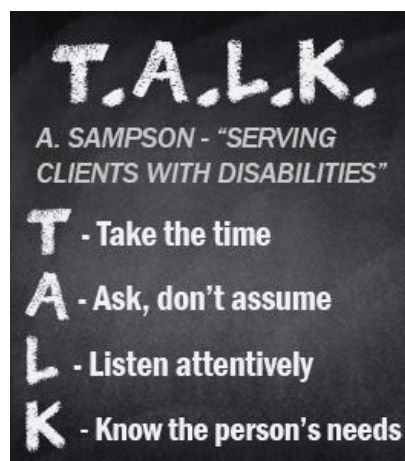 T.A.L.K.
A. SAMPSON - “SERVING
CLIENTS WITH DISABILITIES”
T - Take the time
A - Ask, don’t assume
L - Listen attentively
K - Know the person’s needs